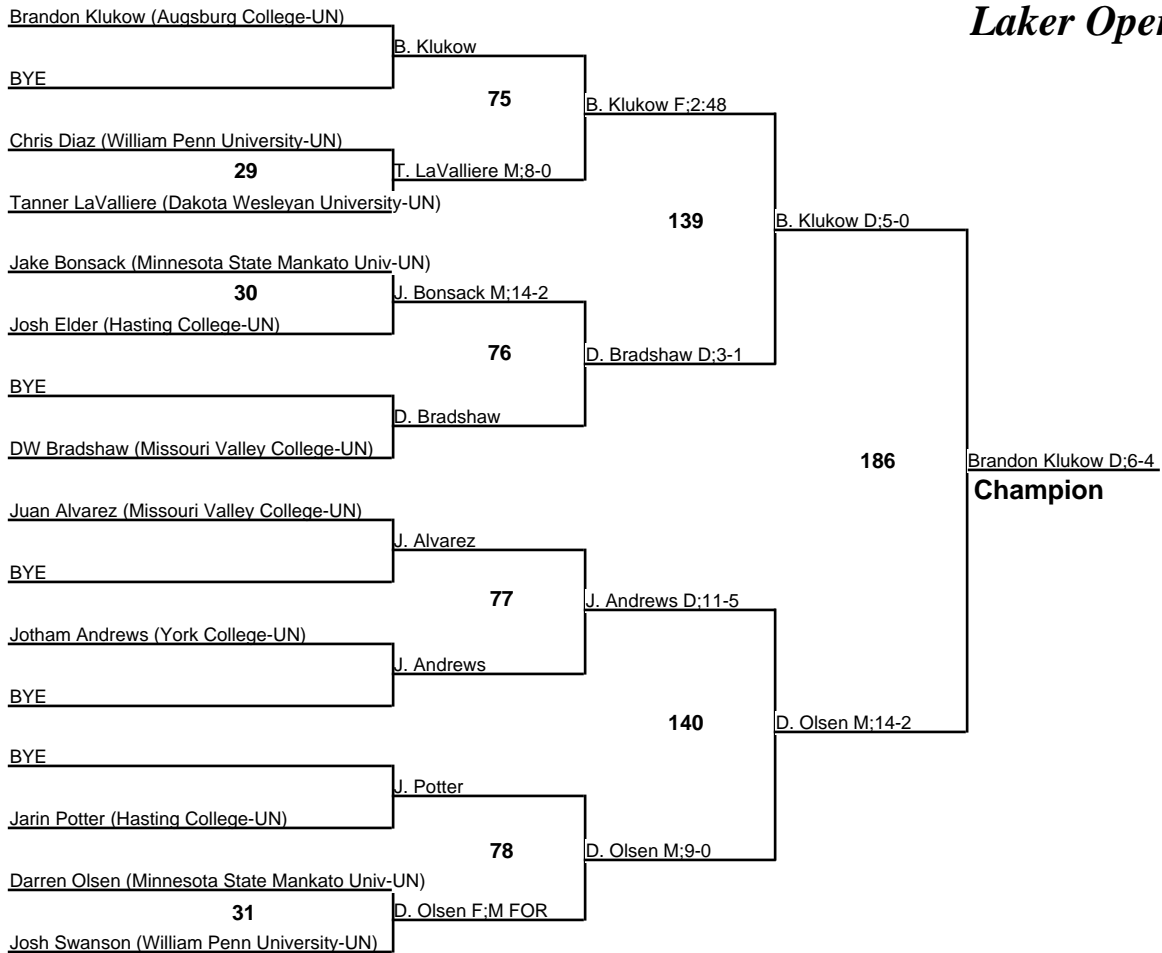 Laker Open
Brandon Klukow (Augsburg College-UN)
B. Klukow
BYE
75
B. Klukow F;2:48
Chris Diaz (William Penn University-UN)
29
T. LaValliere M;8-0
Tanner LaValliere (Dakota Wesleyan University-UN)
139
B. Klukow D;5-0
Jake Bonsack (Minnesota State Mankato Univ-UN)
30
J. Bonsack M;14-2
Josh Elder (Hasting College-UN)
76
D. Bradshaw D;3-1
BYE
D. Bradshaw
DW Bradshaw (Missouri Valley College-UN)
186
Brandon Klukow D;6-4
Champion
Juan Alvarez (Missouri Valley College-UN)
J. Alvarez
BYE
77
J. Andrews D;11-5
Jotham Andrews (York College-UN)
J. Andrews
BYE
140
D. Olsen M;14-2
BYE
J. Potter
Jarin Potter (Hasting College-UN)
78
D. Olsen M;9-0
Darren Olsen (Minnesota State Mankato Univ-UN)
31
D. Olsen F;M FOR
Josh Swanson (William Penn University-UN)